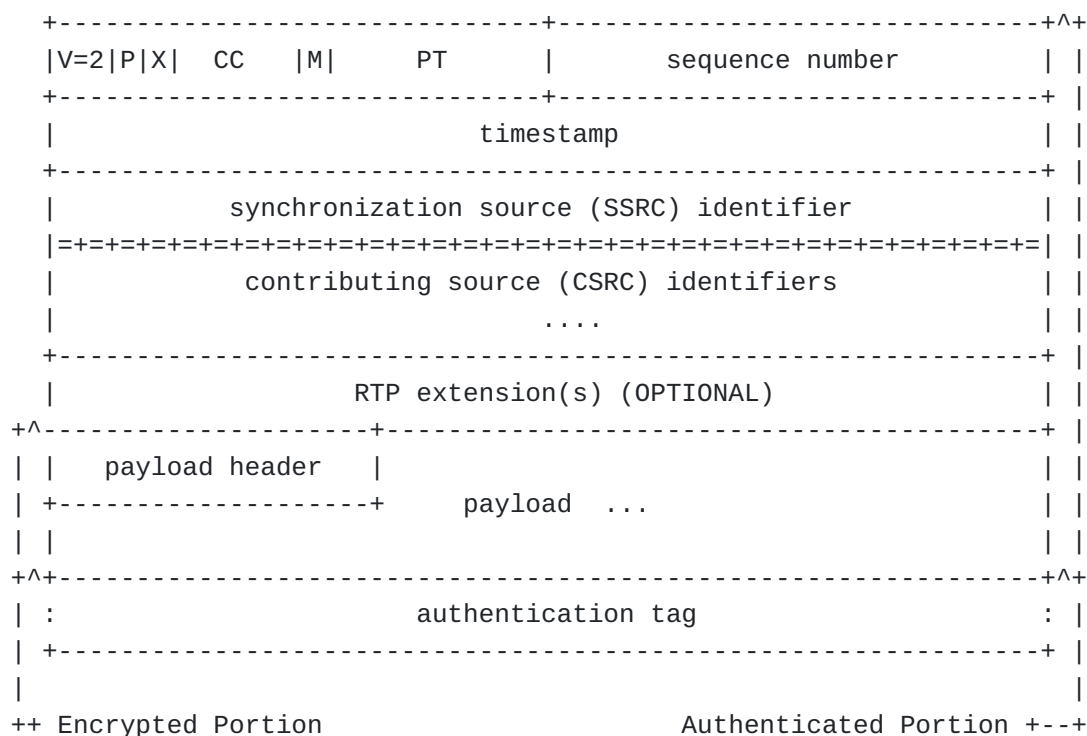 +-------------------------------+-------------------------------+^+
|V=2|P|X|  CC   |M|     PT      |       sequence number         | |
+-------------------------------+-------------------------------+ |
|                           timestamp                           | |
+---------------------------------------------------------------+ |
|           synchronization source (SSRC) identifier            | |
|=+=+=+=+=+=+=+=+=+=+=+=+=+=+=+=+=+=+=+=+=+=+=+=+=+=+=+=+=+=+=+=| |
|            contributing source (CSRC) identifiers             | |
|                               ....                            | |
+---------------------------------------------------------------+ |
|                   RTP extension(s) (OPTIONAL)                 | |
+^--------------------+------------------------------------------+ |
| |   payload header   |                                          | |
| +--------------------+     payload  ...                         | |
| |                                                               | |
+^+---------------------------------------------------------------+^+
| :                       authentication tag                      : |
| +---------------------------------------------------------------+ |
|                                                                   |
++ Encrypted Portion                       Authenticated Portion +--+